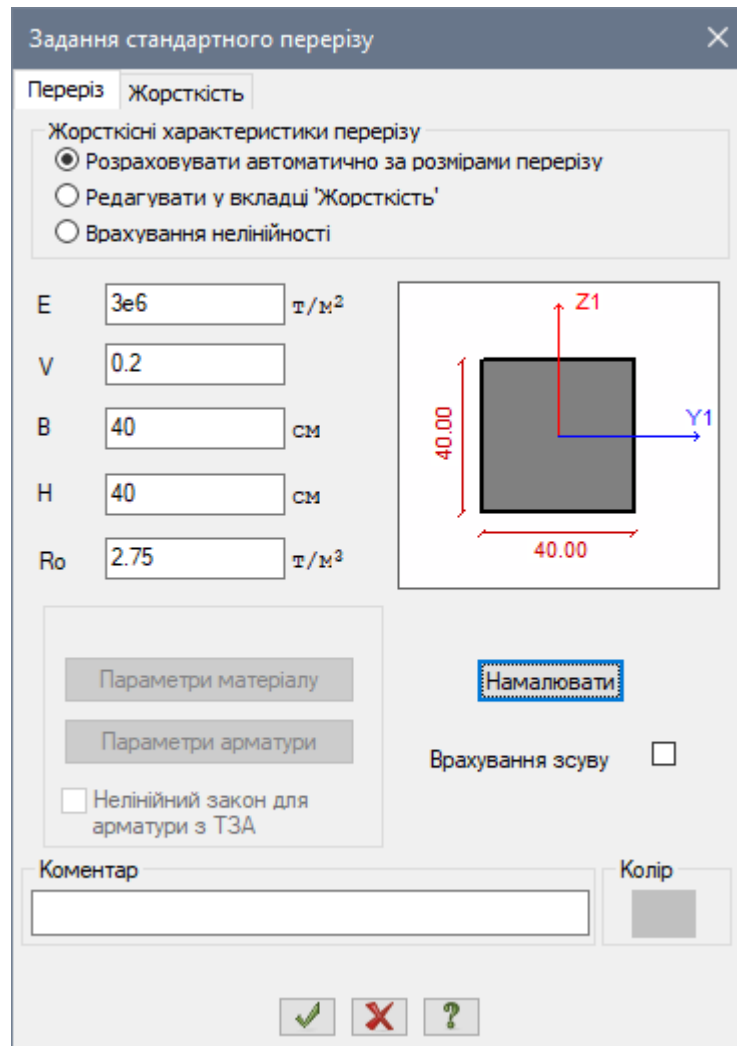 Задання стандартного перерізу
Переріз Жорсткість
Жорсткісні характеристики перерізу
Розраховувати автоматично за розмірами перерізу
Редагувати у вкладці 'Жорсткість'
Врахування нелінійності
E 3e6 т/м²
V 0.2
B 40 см
H 40 см
Ro 2.75 т/м³
Z1
Y1
40.00
40.00
Параметри матеріалу
Параметри арматури
Нелінійний закон для
арматури з ТЗА
Намалювати
Врахування зсуву
Коментар
Колір